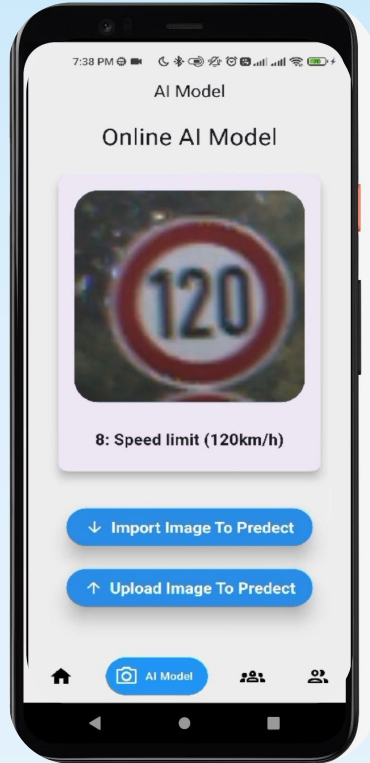 7:38 PM
AI Model
Online AI Model
120
8: Speed limit (120km/h)
↓ Import Image To Predect
↑ Upload Image To Predect
AI Model